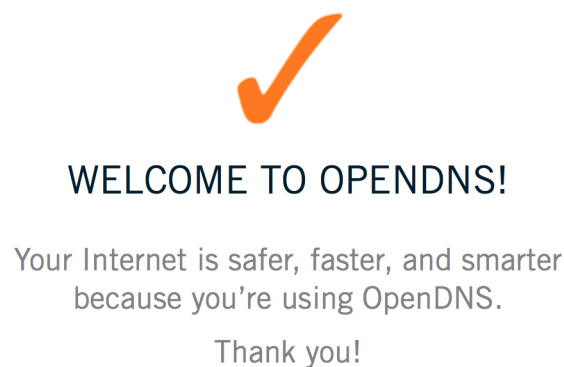 WELCOME TO OPENDNS!
Your Internet is safer, faster, and smarter
because you’re using OpenDNS.
Thank you!